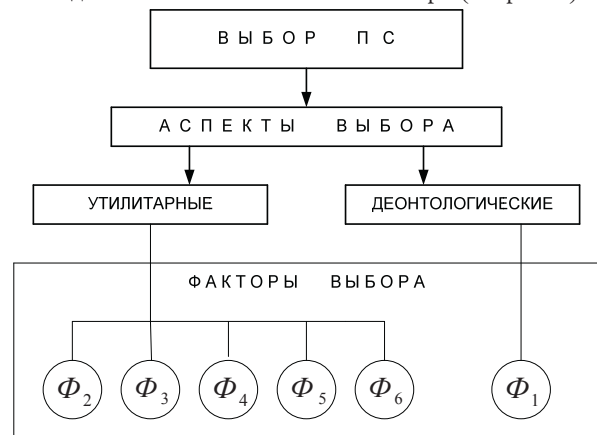 ВЫБОР ПС
АСПЕКТЫ ВЫБОРА
УТИЛИТАРНЫЕ ДЕОНТОЛОГИЧЕСКИЕ
ФАКТОРЫ ВЫБОРА
Ф2 Ф3 Ф4 Ф5 Ф6 Ф1